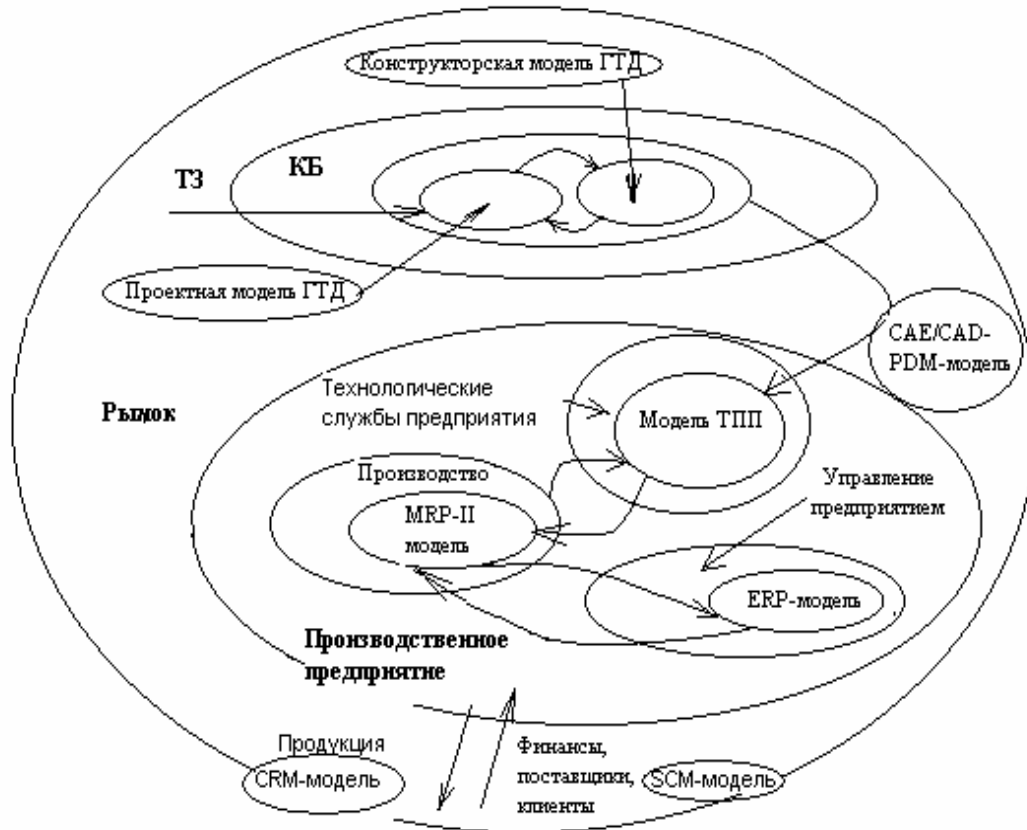 Конструкторская модель ГТД
КБ
ТЗ
Проектная модель ГТД
CAE/CAD-
PDM-модель
Рынок
Технологические
службы предприятия
Модель ТПП
Производство
MRP-II
модель
Управление
предприятием
ERP-модель
Производственное
предприятие
Продукция
CRM-модель
Финансы,
поставщики,
клиенты
SCM-модель